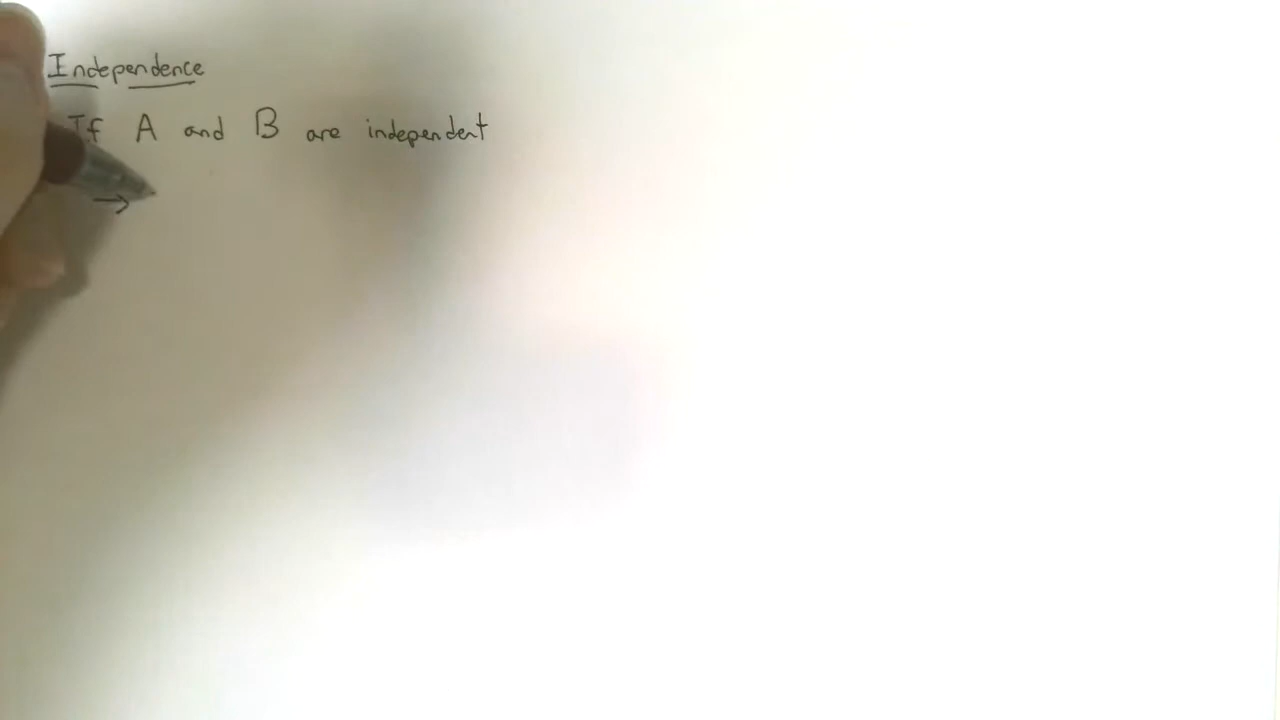 Independence
If A and B are independent
→